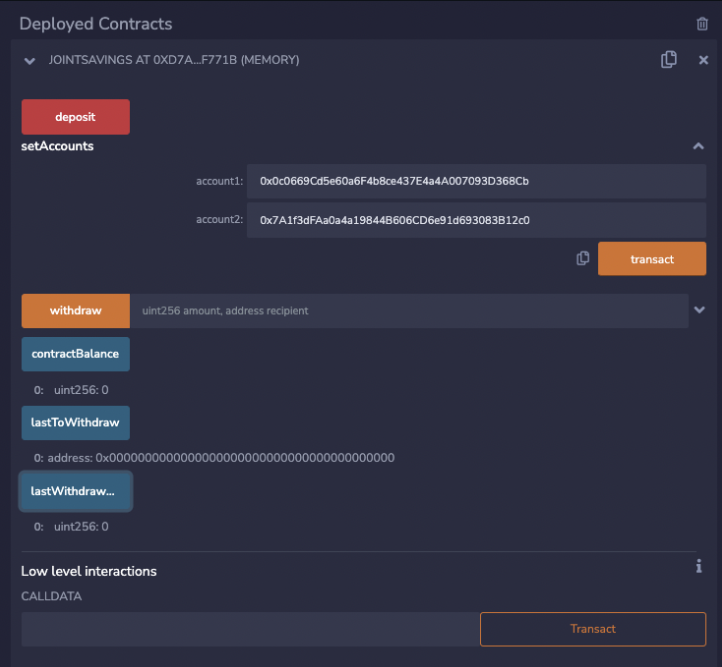 Deployed Contracts
JOINTSAVINGS AT 0XD7A...F771B (MEMORY)
deposit
setAccounts
account1: 0x0c0669Cd5e60a6F4b8ce437E4a4A007093D368Cb
account2: 0x7A1f3dFAa0a4a19844B606CD6e91d693083B12c0
transact
withdraw uint256 amount, address recipient
contractBalance
0: uint256: 0
lastToWithdraw
0: address: 0x0000000000000000000000000000000000000000
lastWithdraw...
0: uint256: 0
Low level interactions
CALLDATA
Transact